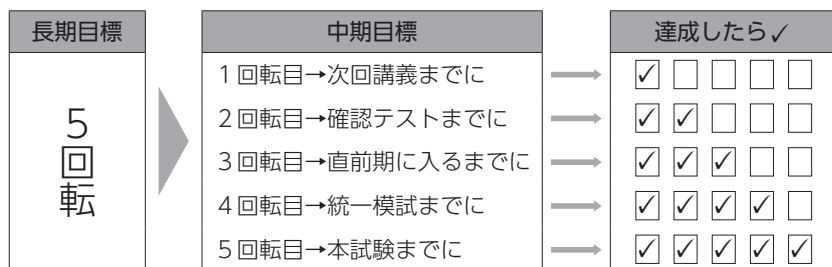 長期目標
5回転
中期目標
1回転目→次回講義までに
2回転目→確認テストまでに
3回転目→直前期に入るまでに
4回転目→統一模試までに
5回転目→本試験までに
達成したら✓
✓
✓ ✓
✓ ✓ ✓
✓ ✓ ✓ ✓
✓ ✓ ✓ ✓ ✓